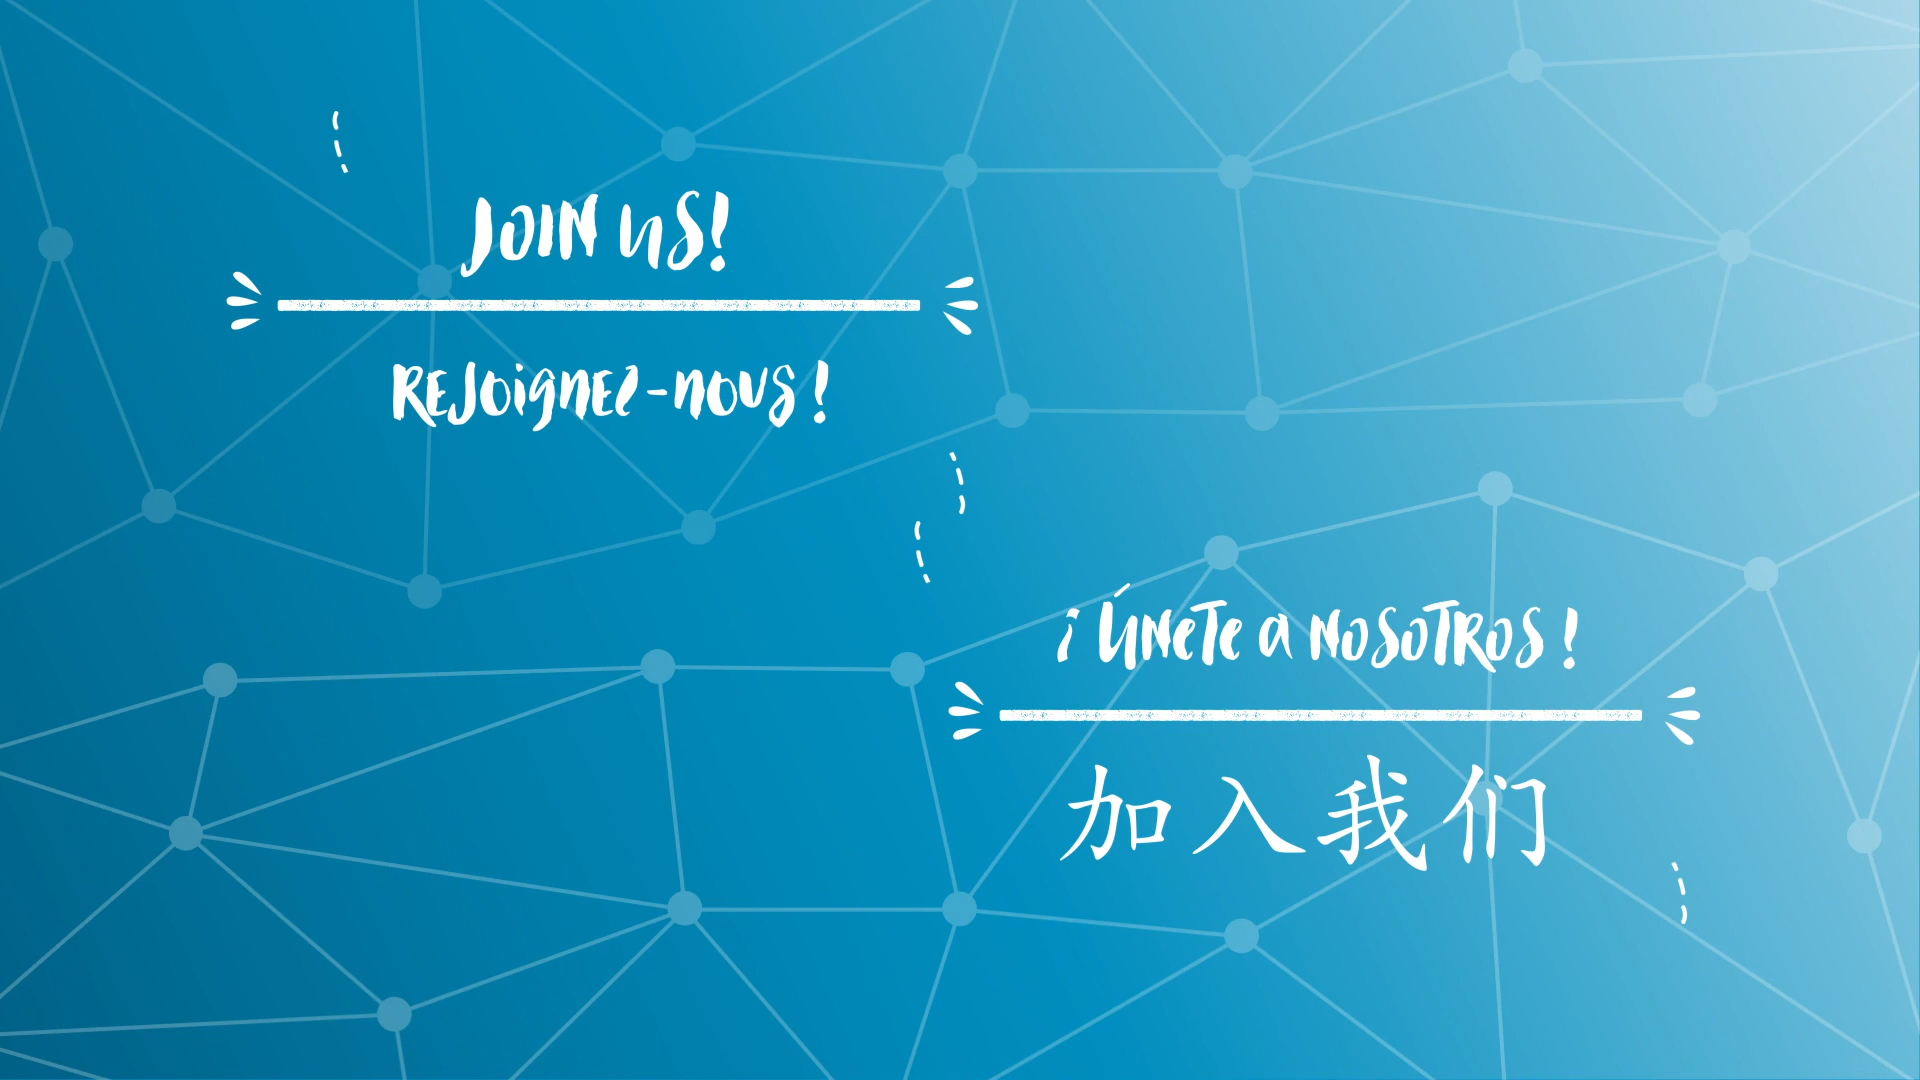 JOIN US!
REJOIGNEZ-NOUS !
¡ ÚNETE A NOSOTROS !
加入我们